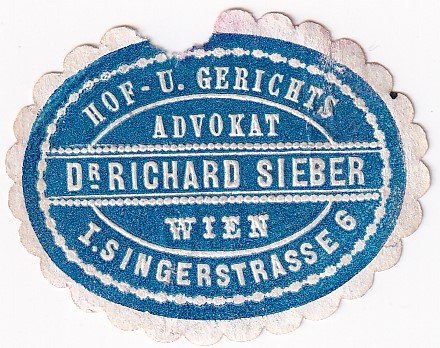 HOF- U. GERICHTS
ADVOKAT
DR RICHARD SIEBER
WIEN
I. SINGERSTRASSE 6